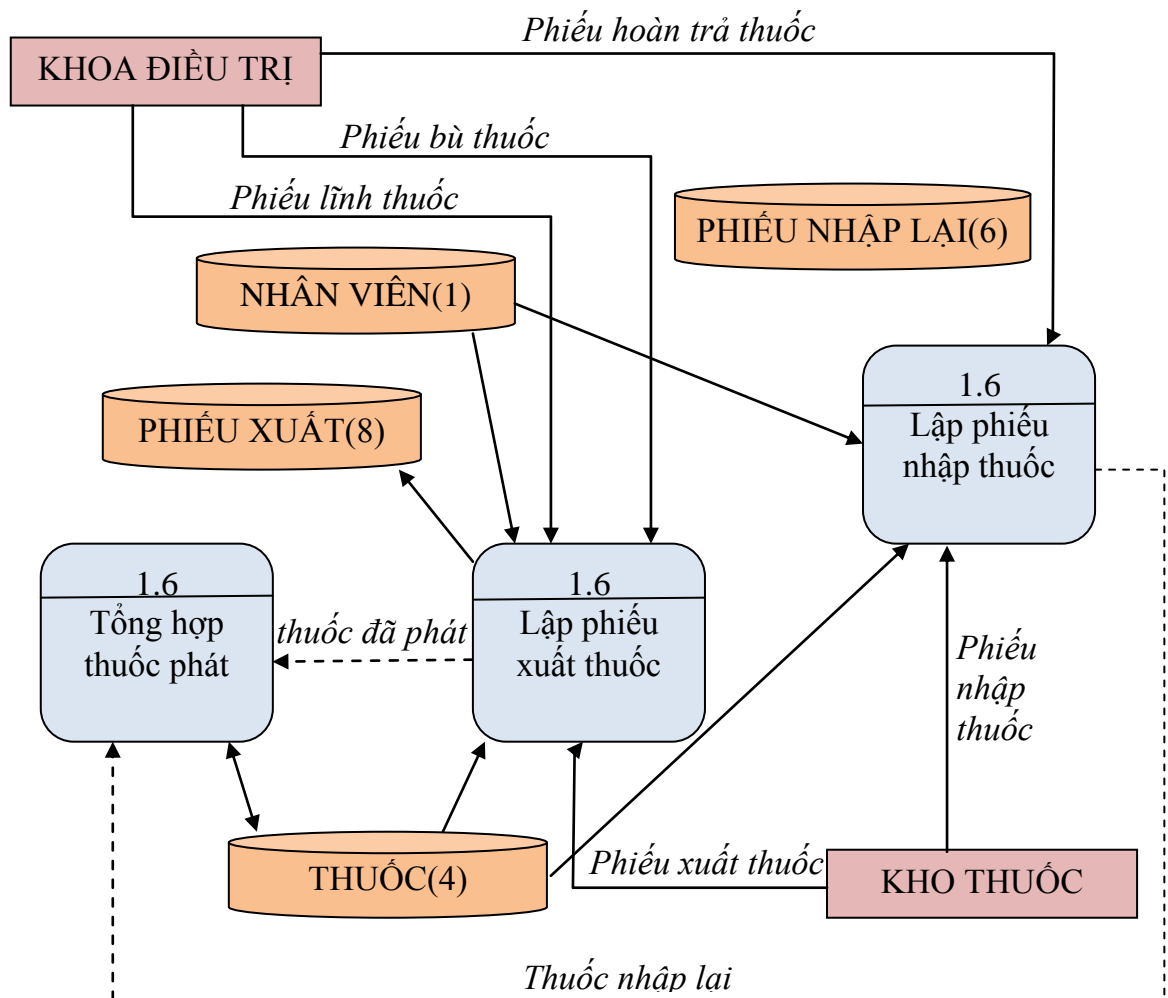 Phiếu hoàn trả thuốc
KHOA ĐIỀU TRỊ
Phiếu bù thuốc
Phiếu lĩnh thuốc
PHIẾU NHẬP LẠI(6)
NHÂN VIÊN(1)
1.6
Lập phiếu
nhập thuốc
PHIẾU XUẤT(8)
1.6
Tổng hợp
thuốc phát
thuốc đã phát
1.6
Lập phiếu
xuất thuốc
Phiếu
nhập
thuốc
THUỐC(4)
Phiếu xuất thuốc
KHO THUỐC
Thuốc nhập lại